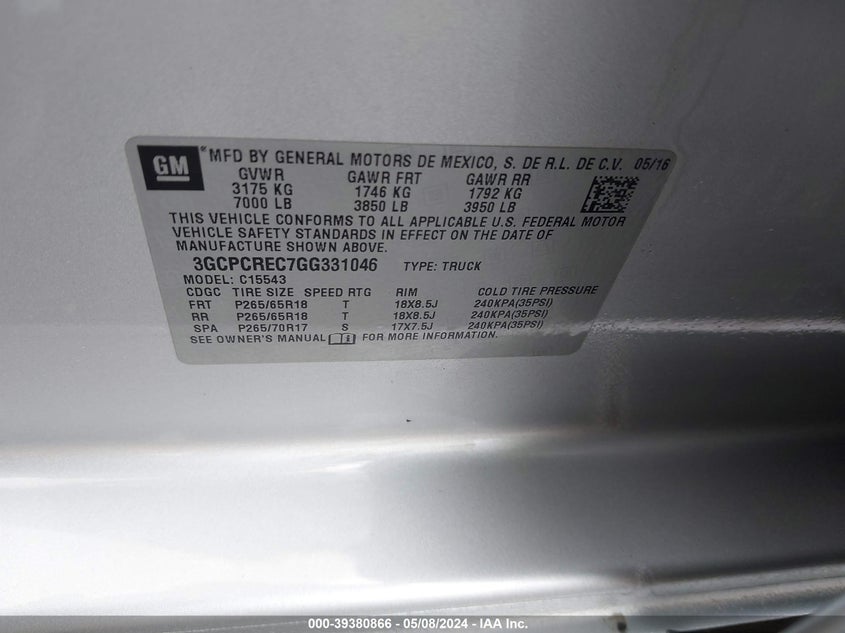 GM *MFD BY GENERAL MOTORS DE MEXICO, S. DE R.L. DE C.V. 05/16
GVWR GAWR FRT GAWR RR
3175 KG 1746 KG 1792 KG
7000 LB 3850 LB 3950 LB
THIS VEHICLE CONFORMS TO ALL APPLICABLE U.S. FEDERAL MOTOR
VEHICLE SAFETY STANDARDS IN EFFECT ON THE DATE OF
MANUFACTURE SHOWN ABOVE.
3GCPCREC7GG331046 TYPE: TRUCK
MODEL: C15543
CDGC TIRE SIZE SPEED RTG RIM COLD TIRE PRESSURE
FRT P265/65R18 T 18X8.5J 240KPA(35PSI)
RR P265/65R18 T 18X8.5J 240KPA(35PSI)
SPA P265/70R17 S 17X7.5J 240KPA(35PSI)
SEE OWNER'S MANUAL FOR MORE INFORMATION.
000-39380866 - 05/08/2024 - IAA Inc.